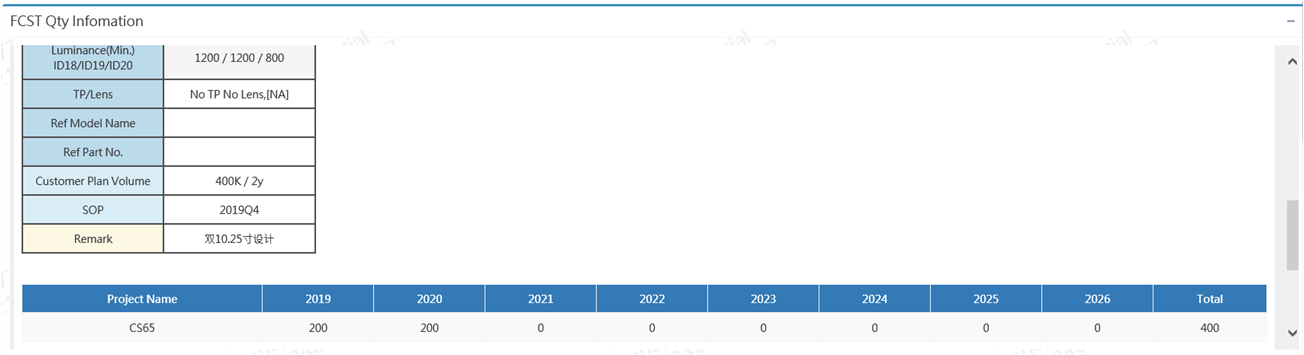 FCST Qty Infomation
Luminance(Min.)
ID18/ID19/ID20
1200 / 1200 / 800
TP/Lens
No TP No Lens,[NA]
Ref Model Name
Ref Part No.
Customer Plan Volume
400K / 2y
SOP
2019Q4
Remark
双10.25寸设计
Project Name 2019 2020 2021 2022 2023 2024 2025 2026 Total
CS65 200 200 0 0 0 0 0 0 400